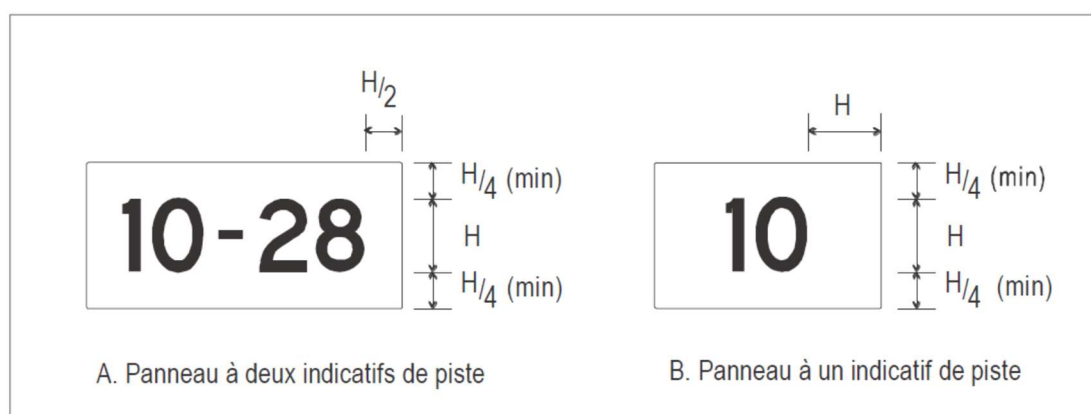 H/2
H
H/4 (min)
H
H/4 (min)
10-28
H/4 (min)
H
H/4 (min)
10
A. Panneau à deux indicatifs de piste
B. Panneau à un indicatif de piste